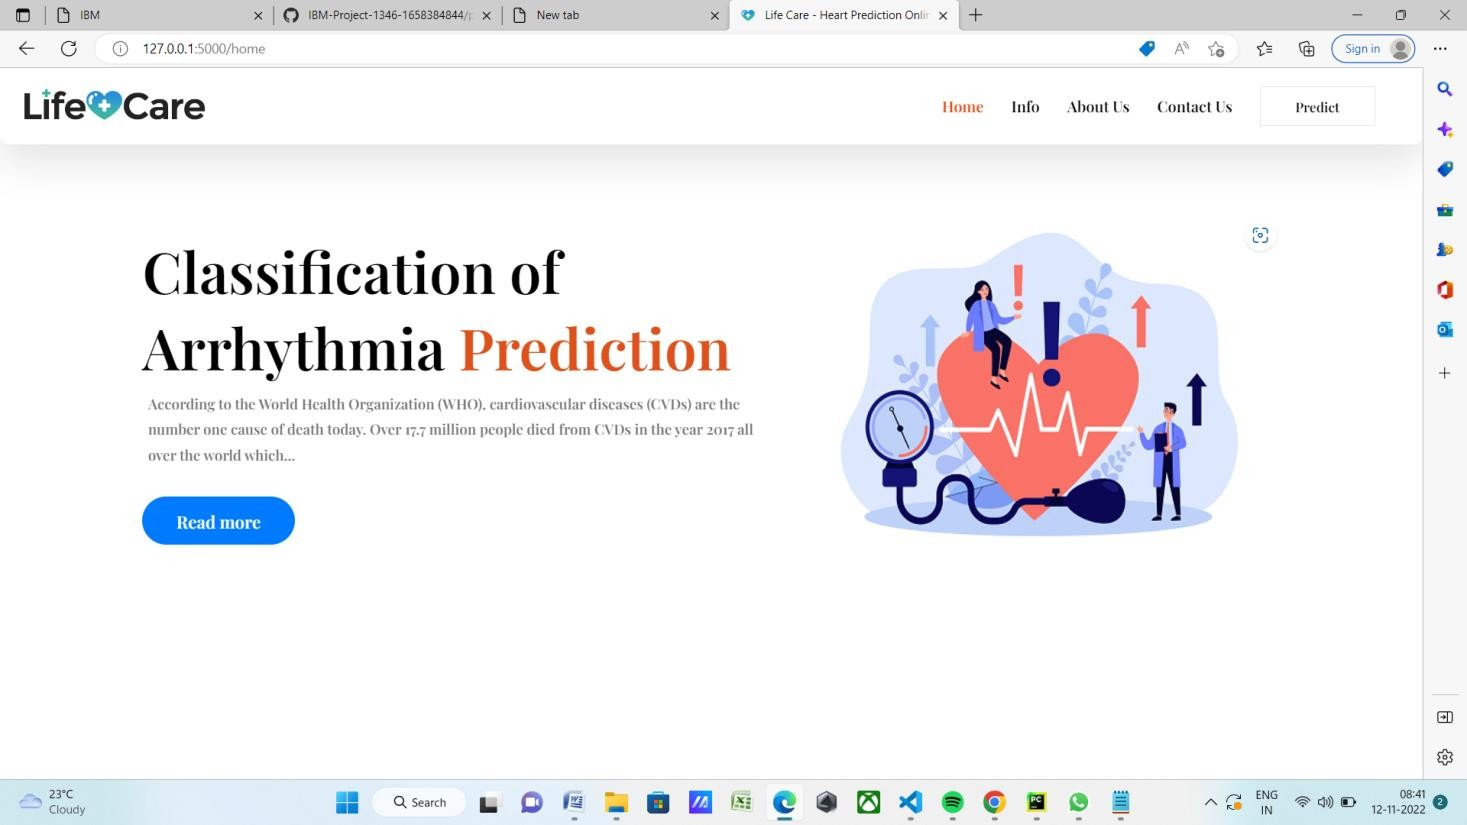 IBM
IBM-Project-1346-1658384844/p
New tab
Life Care - Heart Prediction Onlin
127.0.0.1:5000/home
Sign in
Life Care
Home
Info
About Us
Contact Us
Predict
Classification of
Arrhythmia Prediction
According to the World Health Organization (WHO), cardiovascular diseases (CVDs) are the
number one cause of death today. Over 17.7 million people died from CVDs in the year 2017 all
over the world which...
Read more
23°C
Cloudy
Search
ENG
IN
08:41
12-11-2022
2